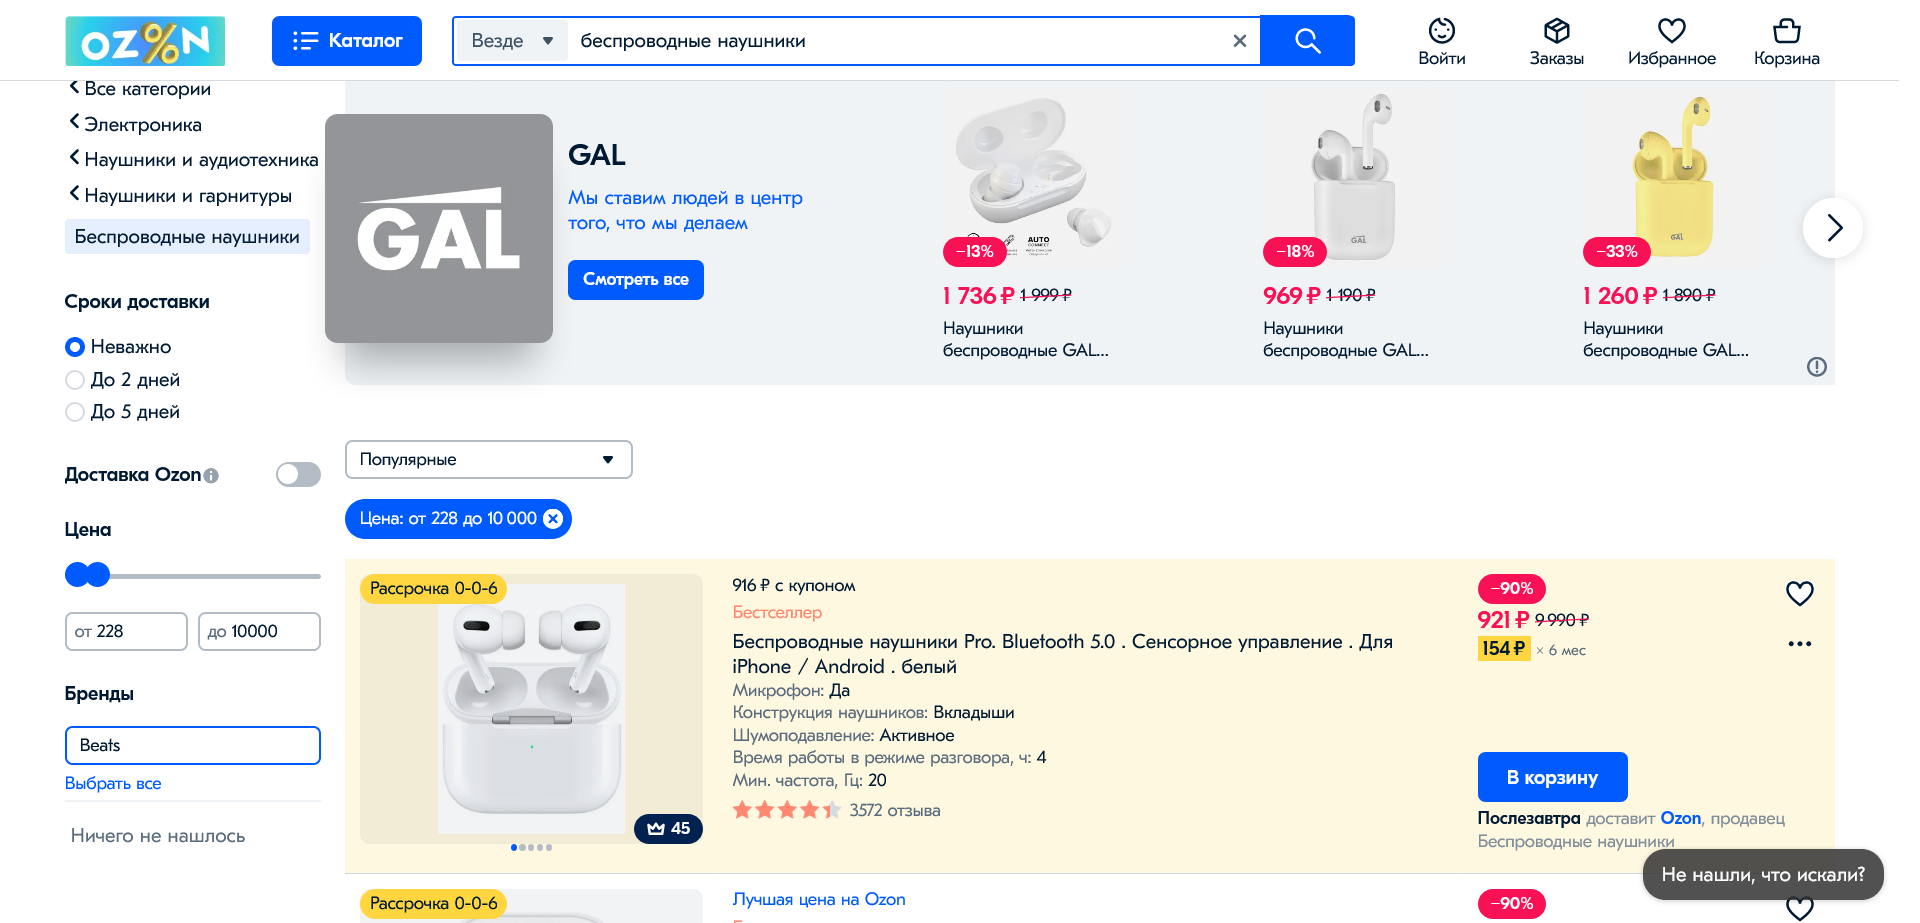 OZ%N
Каталог
Везде
беспроводные наушники
Войти
Заказы
Избранное
Корзина
Все категории
Электроника
Наушники и аудиотехника
Наушники и гарнитуры
Беспроводные наушники
Сроки доставки
Неважно
До 2 дней
До 5 дней
Доставка Ozon
Цена
от 228
до 10000
Бренды
Beats
Выбрать все
Ничего не нашлось
GAL
GAL
Мы ставим людей в центр
того, что мы делаем
Смотреть все
AUTO
CONNECT
−13%
1 736 ₽ 1 999 ₽
Наушники
беспроводные GAL...
GAL
−18%
969 ₽ 1 190 ₽
Наушники
беспроводные GAL...
GAL
−33%
1 260 ₽ 1 890 ₽
Наушники
беспроводные GAL...
Популярные
Цена: от 228 до 10 000
Рассрочка 0-0-6
45
916 ₽ с купоном
Бестселлер
Беспроводные наушники Pro. Bluetooth 5.0 . Сенсорное управление . Для
iPhone / Android . белый
Микрофон: Да
Конструкция наушников: Вкладыши
Шумоподавление: Активное
Время работы в режиме разговора, ч: 4
Мин. частота, Гц: 20
3572 отзыва
−90%
921 ₽ 9 990 ₽
154 ₽ × 6 мес
В корзину
Послезавтра доставит Ozon, продавец
Беспроводные наушники
Не нашли, что искали?
Рассрочка 0-0-6
Лучшая цена на Ozon
−90%